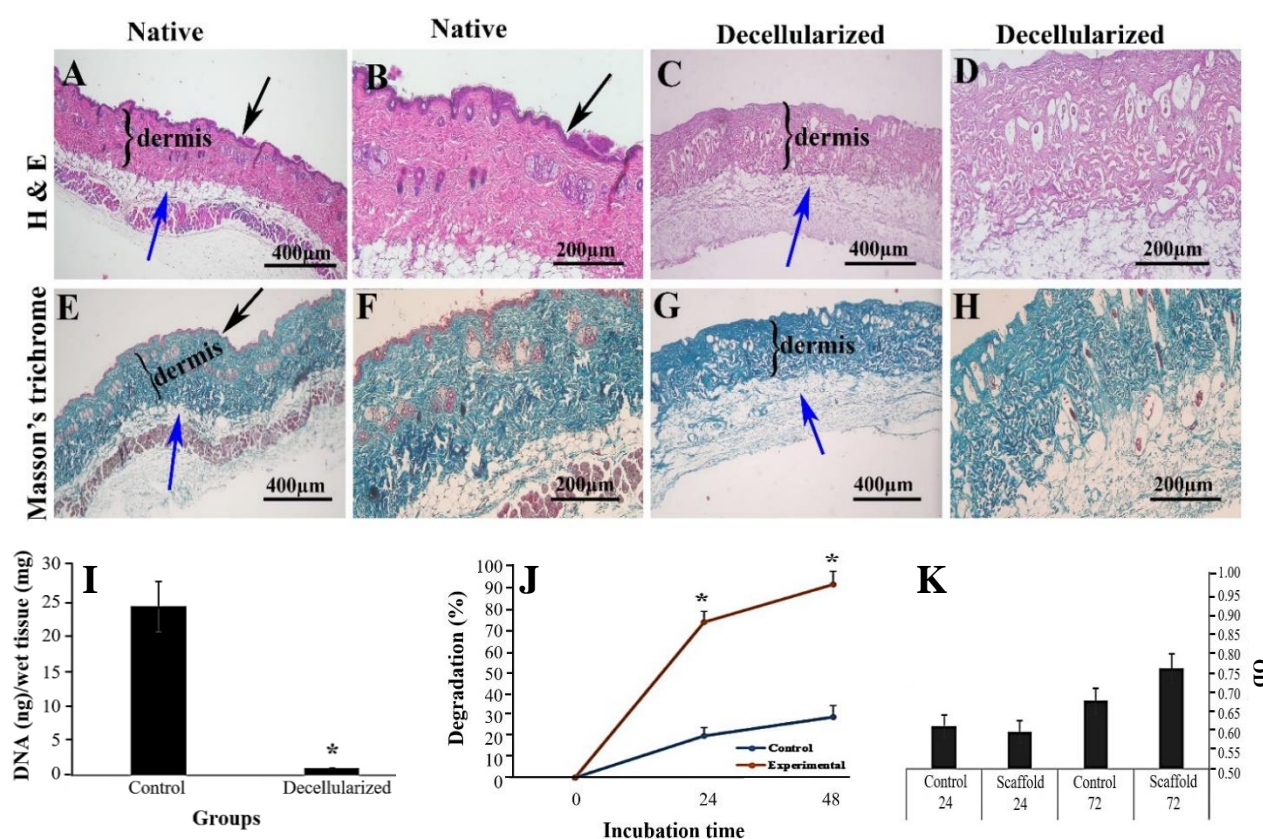 Native
Native
Decellularized
Decellularized
H & E
A
dermis
400μm
B
200μm
C
dermis
400μm
D
200μm
Masson's trichrome
E
dermis
400μm
F
200μm
G
dermis
400μm
H
200μm
I
DNA (ng)/wet tissue (mg)
30
25
20
15
10
5
0
*
Control
Decellularized
Groups
J
Degradation (%)
100
90
80
70
60
50
40
30
20
10
0
*
*
Control
Experimental
0
24
48
Incubation time
K
1.00
0.95
0.90
0.85
0.80
0.75
0.70
0.65
0.60
0.55
0.50
OD
Control Scaffold Control Scaffold
24 24 72 72